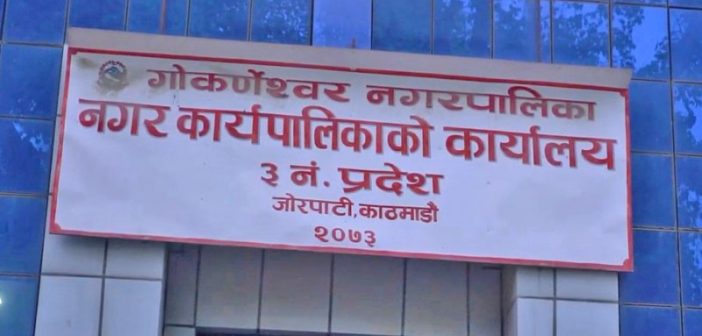 गोकर्णेश्वर नगरपालिका
नगर कार्यपालिकाको कार्यालय
३ नं. प्रदेश
जोरपाटी, काठमाडौं
२०७३